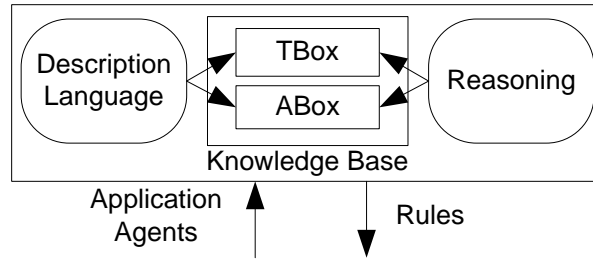 Description
Language
TBox
ABox
Knowledge Base
Reasoning
Application
Agents
Rules